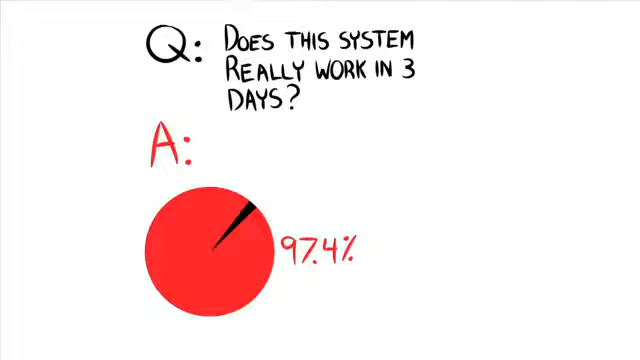 Q: DOES THIS SYSTEM
REALLY WORK IN 3
DAYS?
A:
97.4%